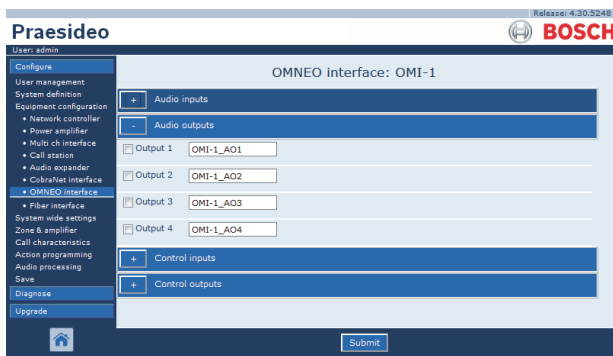 Release: 4.30.5248
Praesideo
BOSCH
User: admin
Configure
User management
System definition
Equipment configuration
• Network controller
• Power amplifier
• Multi ch interface
• Call station
• Audio expander
• CobraNet interface
• OMNEO interface
• Fiber interface
System wide settings
Zone & amplifier
Call characteristics
Action programming
Audio processing
Save
Diagnose
Upgrade
OMNEO interface: OMI-1
+ Audio inputs
- Audio outputs
Output 1 OMI-1_AO1
Output 2 OMI-1_AO2
Output 3 OMI-1_AO3
Output 4 OMI-1_AO4
+ Control inputs
+ Control outputs
Submit